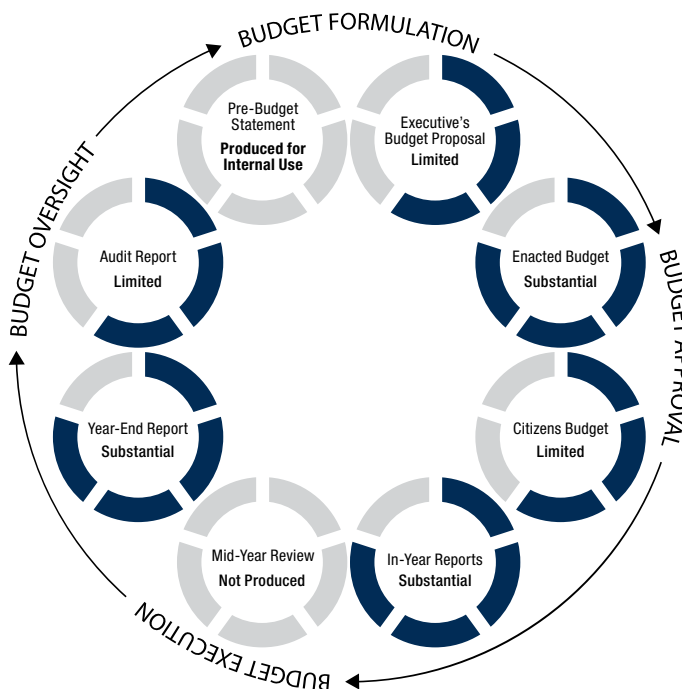 BUDGET FORMULATION
Pre-Budget
Statement
Produced for
Internal Use
Executive's
Budget Proposal
Limited
Enacted Budget
Substantial
BUDGET APPROVAL
Citizens Budget
Limited
In-Year Reports
Substantial
BUDGET EXECUTION
Mid-Year Review
Not Produced
Year-End Report
Substantial
BUDGET OVERSIGHT
Audit Report
Limited